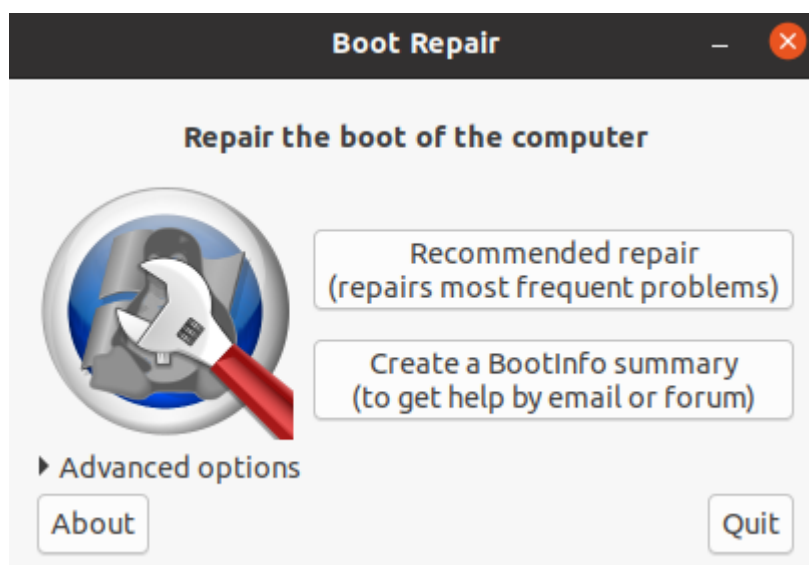 Boot Repair
Repair the boot of the computer
Recommended repair
(repairs most frequent problems)
Create a BootInfo summary
(to get help by email or forum)
Advanced options
About
Quit